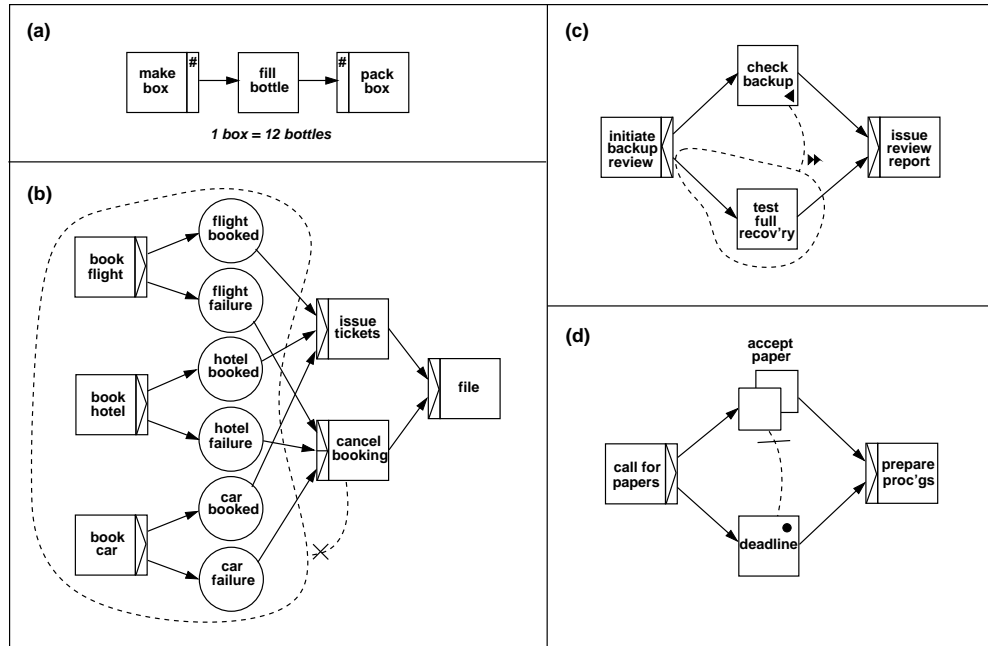 (a)
make
box
#
fill
bottle
#
pack
box
1 box = 12 bottles
(b)
book
flight
flight
booked
flight
failure
book
hotel
hotel
booked
hotel
failure
book
car
car
booked
car
failure
issue
tickets
cancel
booking
file
(c)
initiate
backup
review
check
backup
test
full
recov'ry
issue
review
report
(d)
accept
paper
call for
papers
deadline
prepare
proc'gs